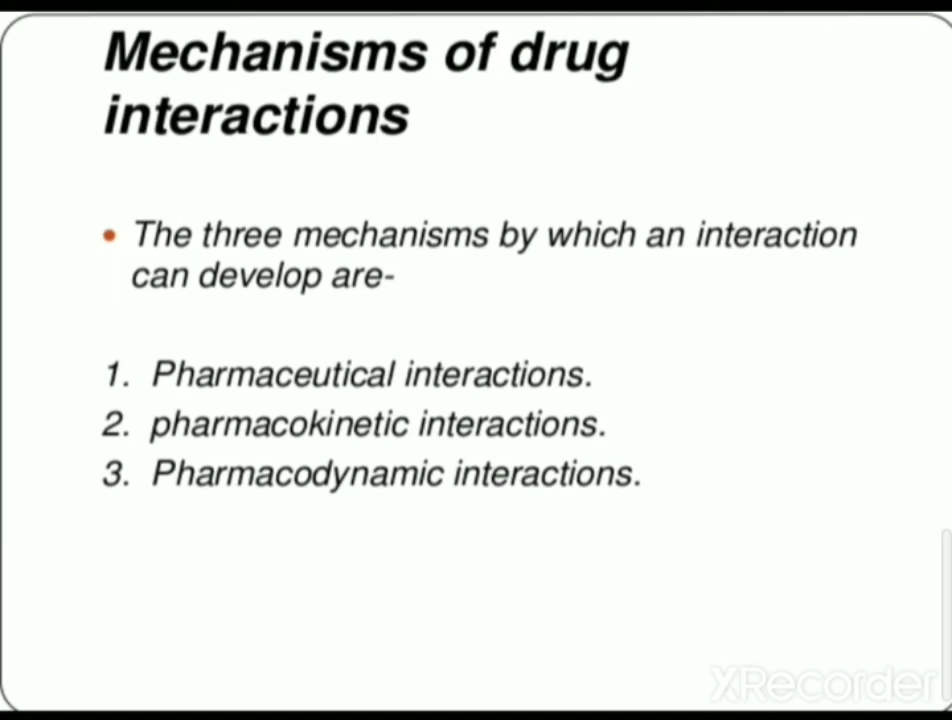 Mechanisms of drug
interactions
• The three mechanisms by which an interaction
can develop are-
1. Pharmaceutical interactions.
2. pharmacokinetic interactions.
3. Pharmacodynamic interactions.
XRecorder